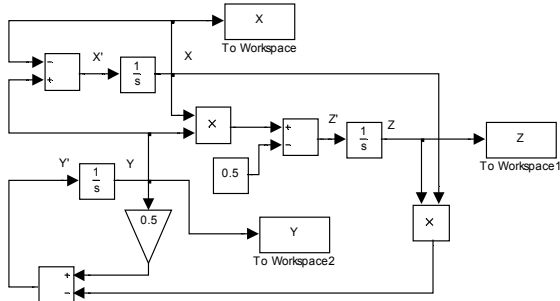 X
To Workspace
−
+
X'
1
s
X
×
+
−
Z'
1
s
Z
Z
To Workspace1
0.5
Y'
1
s
Y
0.5
×
Y
To Workspace2
+
−